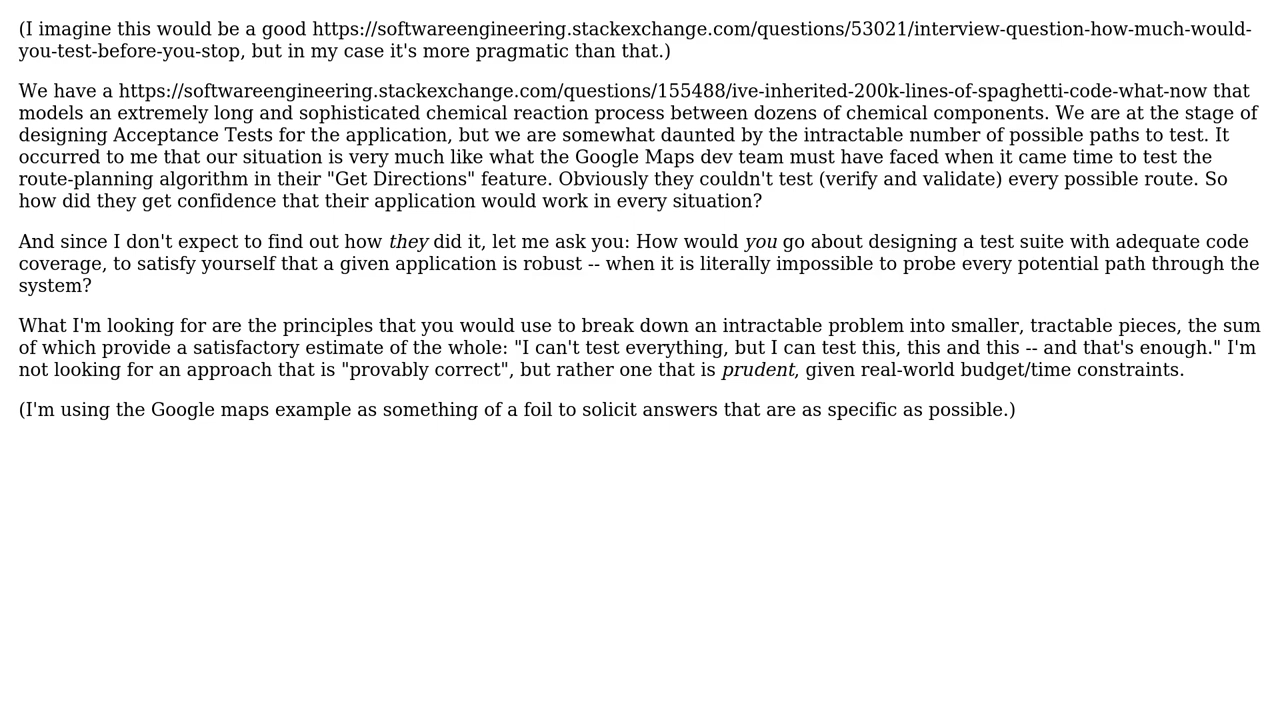 (I imagine this would be a good https://softwareengineering.stackexchange.com/questions/53021/interview-question-how-much-would-
you-test-before-you-stop, but in my case it's more pragmatic than that.)
We have a https://softwareengineering.stackexchange.com/questions/155488/ive-inherited-200k-lines-of-spaghetti-code-what-now that
models an extremely long and sophisticated chemical reaction process between dozens of chemical components. We are at the stage of
designing Acceptance Tests for the application, but we are somewhat daunted by the intractable number of possible paths to test. It
occurred to me that our situation is very much like what the Google Maps dev team must have faced when it came time to test the
route-planning algorithm in their "Get Directions" feature. Obviously they couldn't test (verify and validate) every possible route. So
how did they get confidence that their application would work in every situation?
And since I don't expect to find out how they did it, let me ask you: How would you go about designing a test suite with adequate code
coverage, to satisfy yourself that a given application is robust -- when it is literally impossible to probe every potential path through the
system?
What I'm looking for are the principles that you would use to break down an intractable problem into smaller, tractable pieces, the sum
of which provide a satisfactory estimate of the whole: "I can't test everything, but I can test this, this and this -- and that's enough." I'm
not looking for an approach that is "provably correct", but rather one that is prudent, given real-world budget/time constraints.
(I'm using the Google maps example as something of a foil to solicit answers that are as specific as possible.)